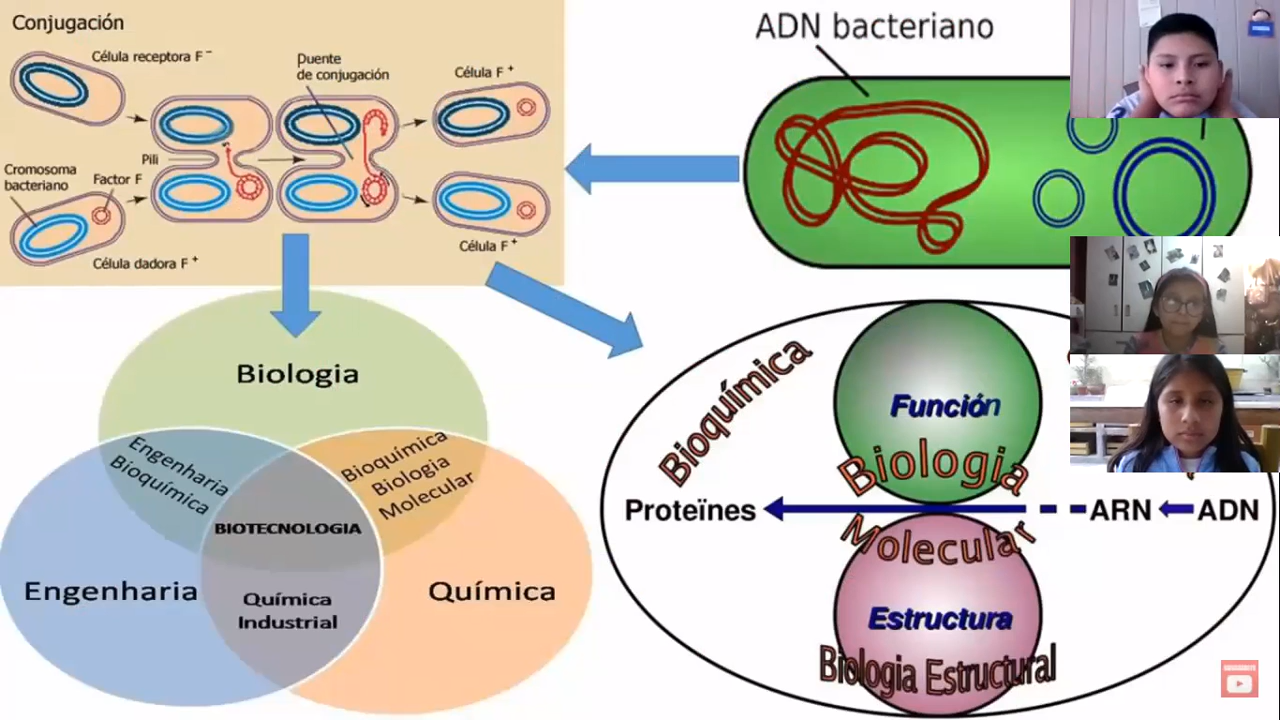 Conjugación
Célula receptora F⁻
Puente
de conjugación
Célula F⁺
Pili
Cromosoma
bacteriano
Factor F
Célula dadora F⁺
Célula F⁺
ADN bacteriano
Biologia
Engenharia
Bioquímica
Bioquímica
Biologia
Molecular
BIOTECNOLOGIA
Engenharia
Química
Industrial
Química
Bioquímica
Función
Biologia
Proteïnes
ARN
ADN
Molecular
Estructura
Biologia Estructural